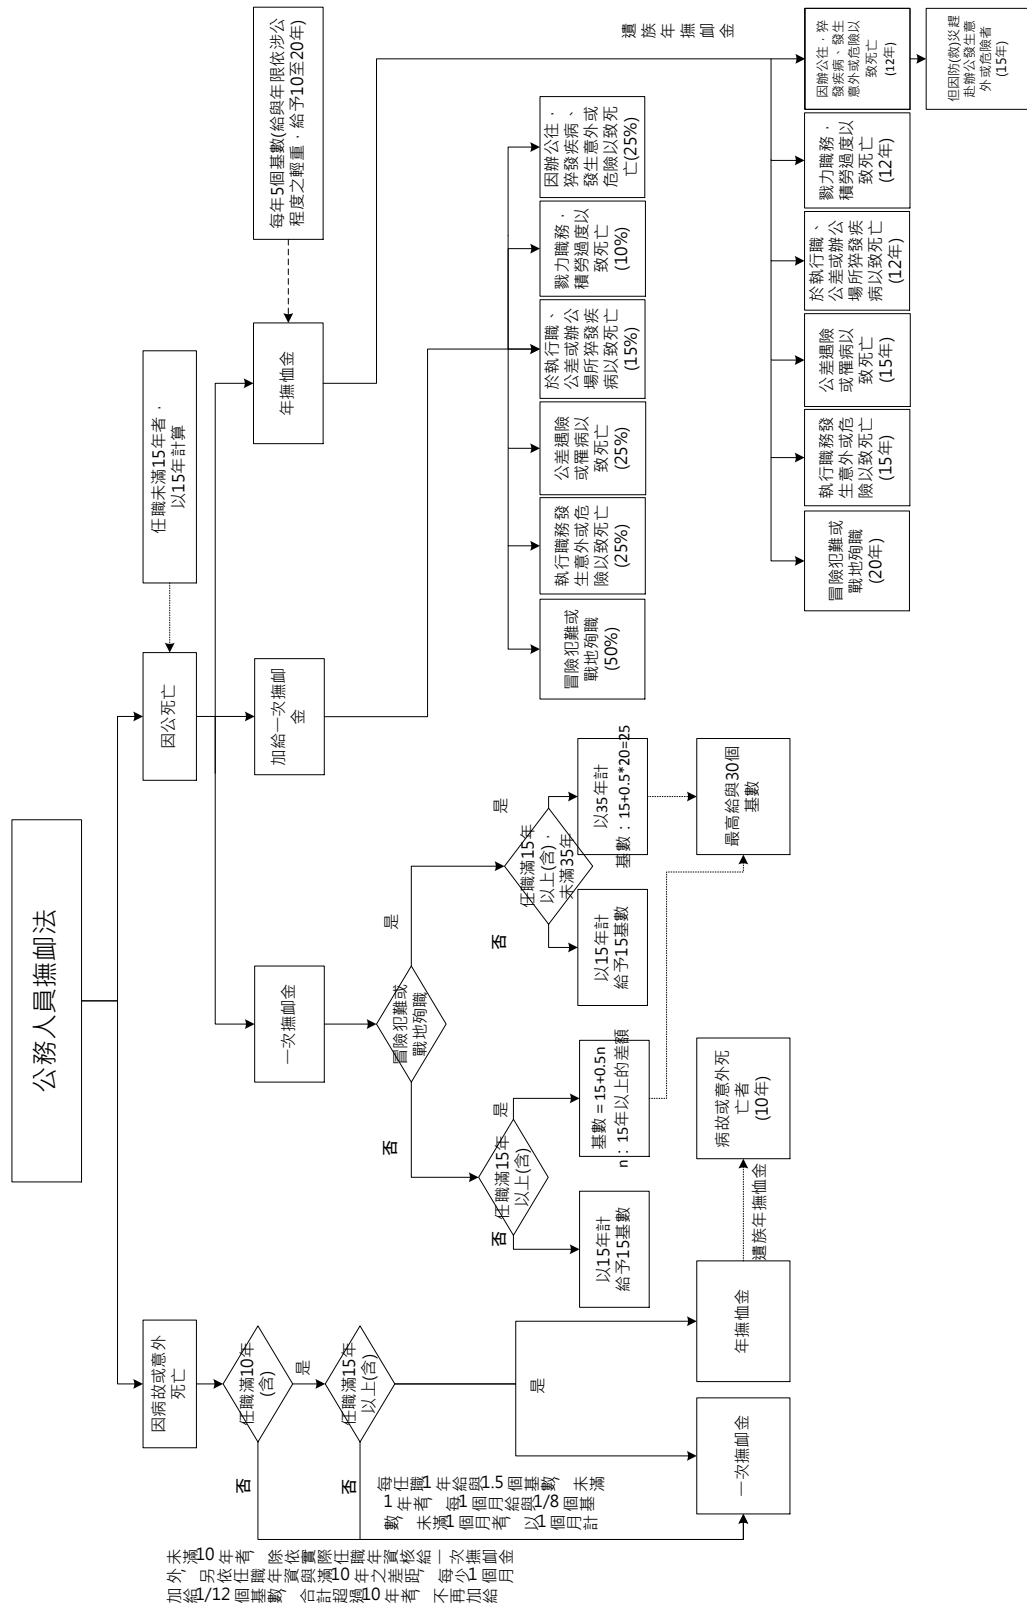 公務人員撫卹法
因病故或意外
死亡
任職滿10年
(含)
否
是
任職滿15年
以上(含)
否
是
未滿10年者，除依實際任職年資核給一次撫卹金
外，另依任職年資與滿10年之差距，每少1個月
加給1/12個基數，合計超過10年者，不再加給
每任職1年給與1.5個基數，未滿
1年者，每1個月給與1/8個基
數，未滿1個月者，以1個月計
一次撫卹金
年撫恤金
遺族年撫恤金
病故或意外死
亡者
(10年)
因公死亡
任職未滿15年者，
以15年計算
一次撫卹金
冒險犯難或
戰地殉職
否
是
任職滿15年
以上(含)
否
是
以15年計
給予15基數
基數＝15+0.5n
n：15年以上的差額
任職滿15年
以上(含)，
未滿35年
否
是
以15年計
給予15基數
以35年計
基數：15+0.5*20=25
最高給與30個
基數
加給一次撫卹
金
冒險犯難或
戰地殉職
(50%)
執行職務發
生意外或危
險以致死亡
(25%)
公差遇險
或罹病以
致死亡
(25%)
於執行職、
公差或辦公
場所猝發疾
病以致死亡
(15%)
戮力職務，
積勞過度以
致死亡
(10%)
因辦公往，
猝發疾病、
發生意外或
危險以致死
亡(25%)
年撫恤金
每年5個基數(給與年限依涉公
程度之輕重，給予10至20年)
遺族年撫卹金
冒險犯難或
戰地殉職
(20年)
執行職務發
生意外或危
險以致死亡
(15年)
公差遇險
或罹病以
致死亡
(15年)
於執行職、
公差或辦公
場所猝發疾
病以致死亡
(12年)
戮力職務，
積勞過度以
致死亡
(12年)
因辦公往，猝
發疾病、發生
意外或危險以
致死亡
(12年)
但因防(救)災趕
赴辦公發生意
外或危險者
(15年)